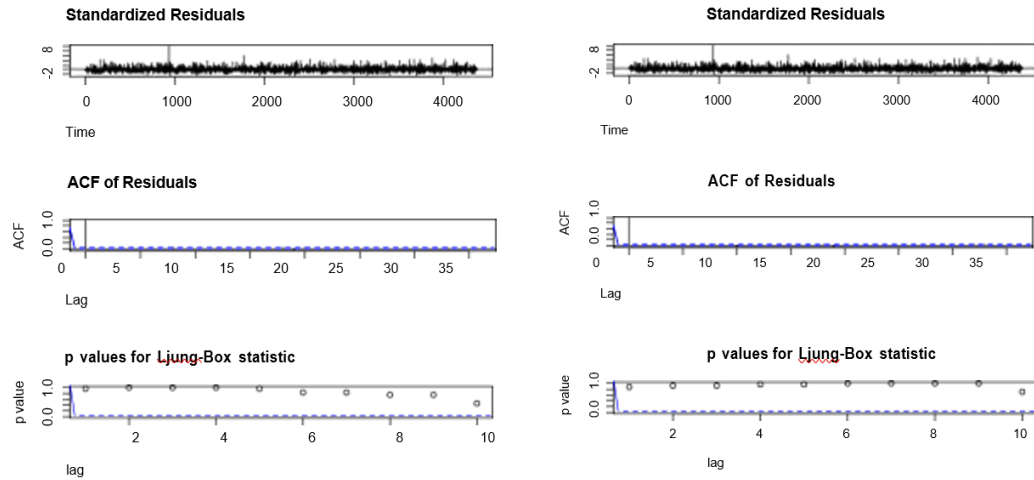 Standardized Residuals
8
-2
0 1000 2000 3000 4000
Time
ACF of Residuals
ACF
1.0
0.0
0 5 10 15 20 25 30 35
Lag
p values for Ljung-Box statistic
p value
1.0
0.0
2 4 6 8 10
lag
Standardized Residuals
8
-2
0 1000 2000 3000 4000
Time
ACF of Residuals
ACF
1.0
0.0
0 5 10 15 20 25 30 35
Lag
p values for Ljung-Box statistic
p value
1.0
0.0
2 4 6 8 10
lag